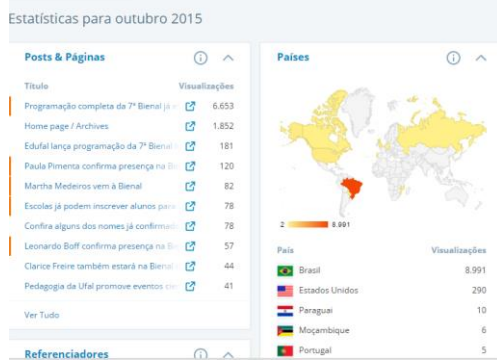 Estatísticas para outubro 2015
Posts & Páginas
Título Visualizações
Programação completa da 7ª Bienal já 6.653
Home page / Archives 1.852
Edufal lança programação da 7ª Bienal 181
Paula Pimenta confirma presença na 120
Martha Medeiros vem à Bienal 82
Escolas já podem inscrever alunos para 78
Confira alguns dos nomes já 78
Leonardo Boff confirma presença na 57
Clarice Freire também estará na Bienal 44
Pedagogia da Ufal promove eventos 41
Ver Tudo
Referenciadores
Países
2 8.991
País Visualizações
Brasil 8.991
Estados Unidos 290
Paraguai 10
Moçambique 6
Portugal 5